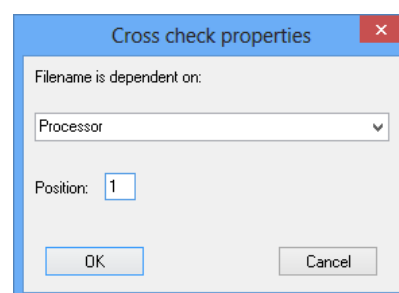 Cross check properties
Filename is dependent on:
Processor
Position: 1
OK Cancel